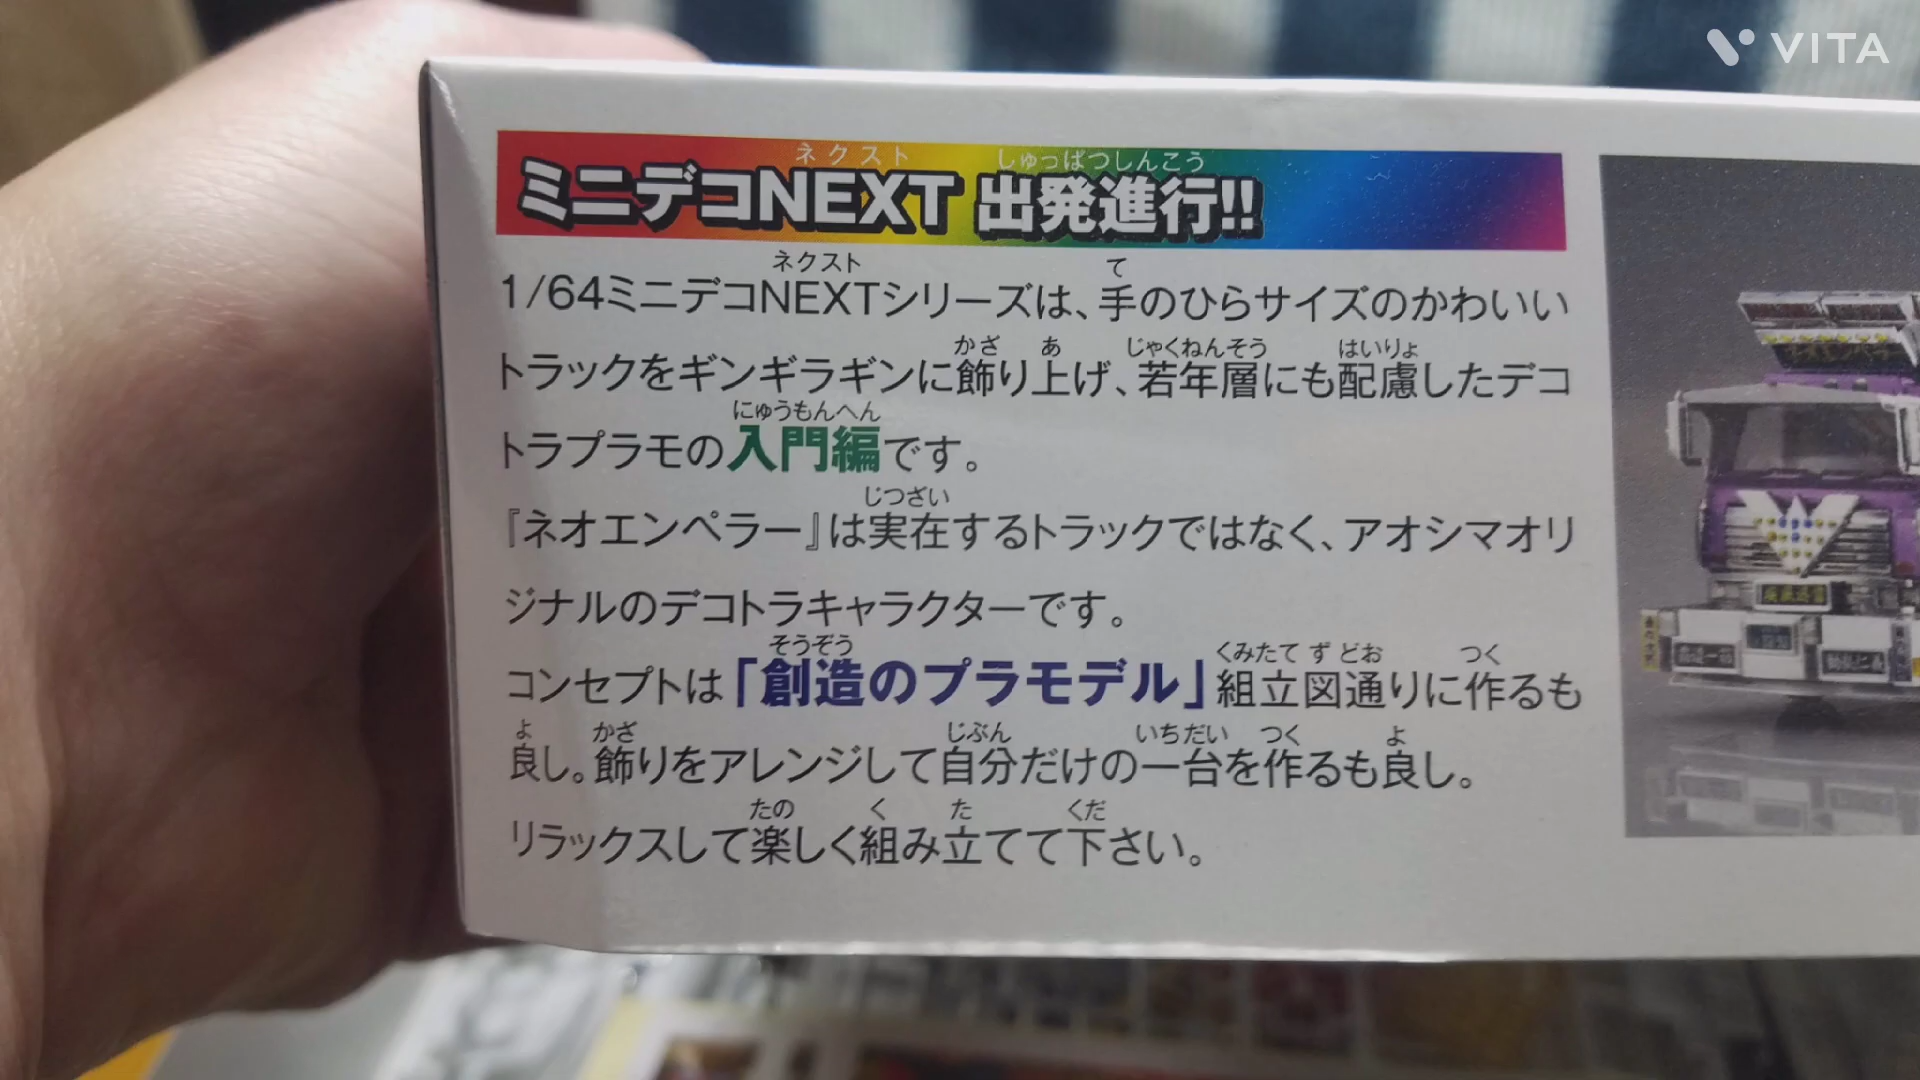 VITA
ネクスト しゅっぱつしんこう
ミニデコNEXT 出発進行!!
ネクスト て
1/64ミニデコNEXTシリーズは、手のひらサイズのかわいい
かざ あ じゃくねんそう はいりょ
トラックをギンギラギンに飾り上げ、若年層にも配慮したデコ
にゅうもんへん
トラプラモの入門編です。
じつざい
『ネオエンペラー』は実在するトラックではなく、アオシマオリ
ジナルのデコトラキャラクターです。
そうぞう くみたて ず どお つく
コンセプトは「創造のプラモデル」組立図通りに作るも
よ かざ じぶん いちだい つく よ
良し。飾りをアレンジして自分だけの一台を作るも良し。
たの く た くだ
リラックスして楽しく組み立てて下さい。